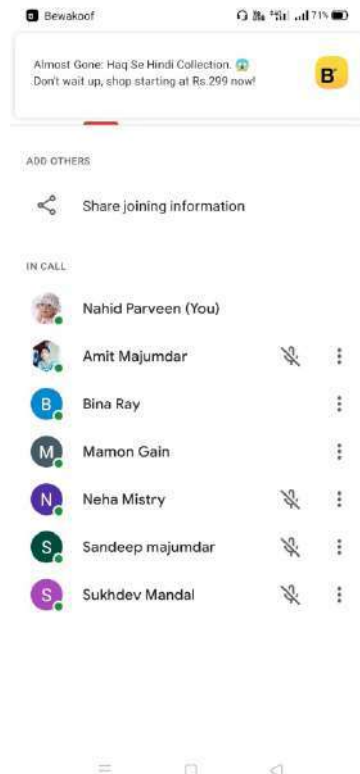 Bewakoof
71%
Almost Gone: Haq Se Hindi Collection. 😱
Don't wait up, shop starting at Rs.299 now!
B
ADD OTHERS
Share joining information
IN CALL
Nahid Parveen (You)
Amit Majumdar
B Bina Ray
M Mamon Gain
N Neha Mistry
S Sandeep majumdar
S Sukhdev Mandal